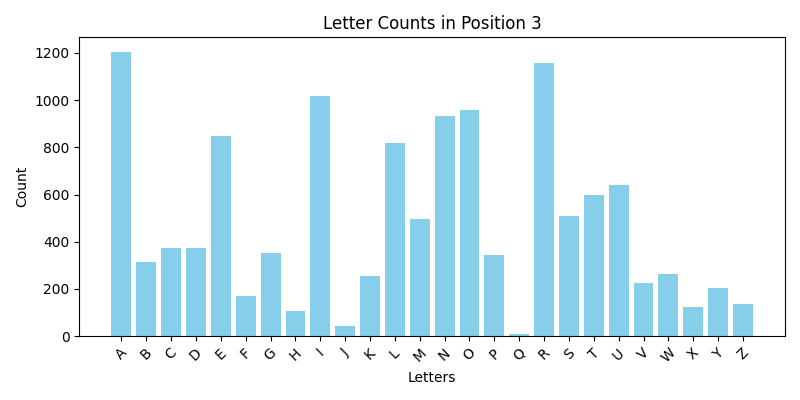 Letter Counts in Position 3
Count
1200
1000
800
600
400
200
0
A B C D E F G H I J K L M N O P Q R S T U V W X Y Z
Letters